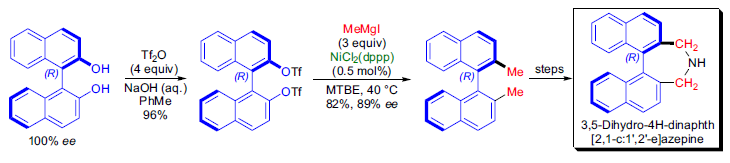 OH
OH
(R)
100% ee
Tf2O
(4 equiv)
NaOH (aq.)
PhMe
96%
(R)
OTf
OTf
MeMgI
(3 equiv)
NiCl2(dppp)
(0.5 mol%)
MTBE, 40 °C
82%, 89% ee
(R)
Me
Me
steps
(R)
CH2
NH
CH2
3,5-Dihydro-4H-dinaphth
[2,1-c:1',2'-e]azepine